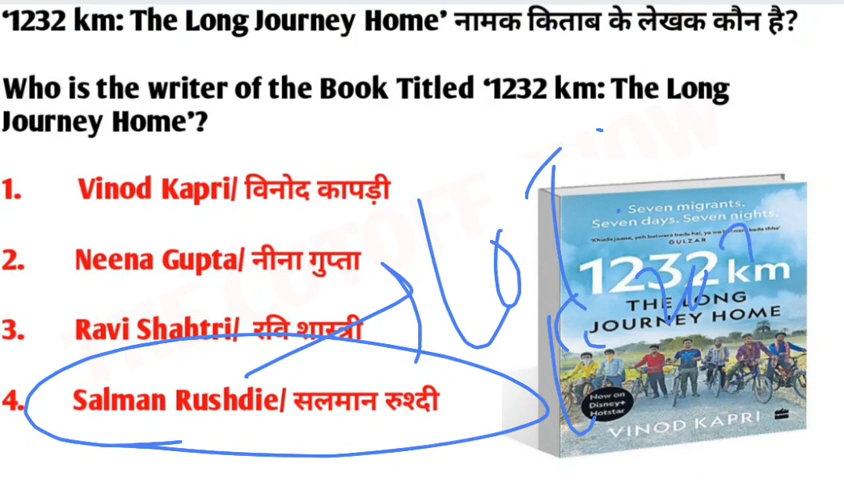 ‘1232 km: The Long Journey Home’ नामक किताब के लेखक कौन है?
Who is the writer of the Book Titled ‘1232 km: The Long
Journey Home’?
1. Vinod Kapri/ विनोद कापड़ी
2. Neena Gupta/ नीना गुप्ता
3. Ravi Shahtri/ रवि शास्त्री
4. Salman Rushdie/ सलमान रुश्दी
THE CUTOFF
Seven migrants.
Seven days. Seven nights.
GULZAR
1232 km
THE LONG
JOURNEY HOME
Now on
Disney+
Hotstar
VINOD KAPRI